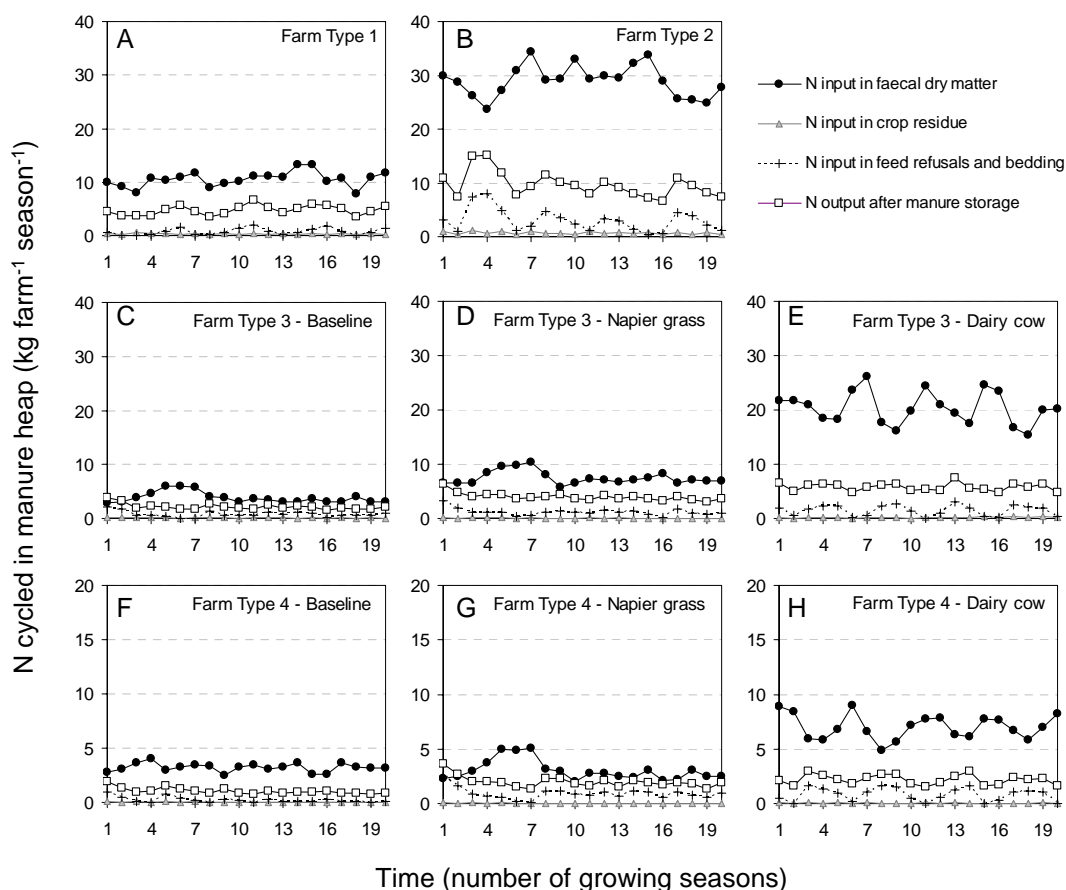 N cycled in manure heap (kg farm⁻¹ season⁻¹)
A
Farm Type 1
40
30
20
10
0
1 4 7 10 13 16 19
B
Farm Type 2
40
30
20
10
0
1 4 7 10 13 16 19
N input in faecal dry matter
N input in crop residue
N input in feed refusals and bedding
N output after manure storage
C
Farm Type 3 - Baseline
40
30
20
10
0
1 4 7 10 13 16 19
D
Farm Type 3 - Napier grass
40
30
20
10
0
1 4 7 10 13 16 19
E
Farm Type 3 - Dairy cow
40
30
20
10
0
1 4 7 10 13 16 19
F
Farm Type 4 - Baseline
20
15
10
5
0
1 4 7 10 13 16 19
G
Farm Type 4 - Napier grass
20
15
10
5
0
1 4 7 10 13 16 19
H
Farm Type 4 - Dairy cow
20
15
10
5
0
1 4 7 10 13 16 19
Time (number of growing seasons)